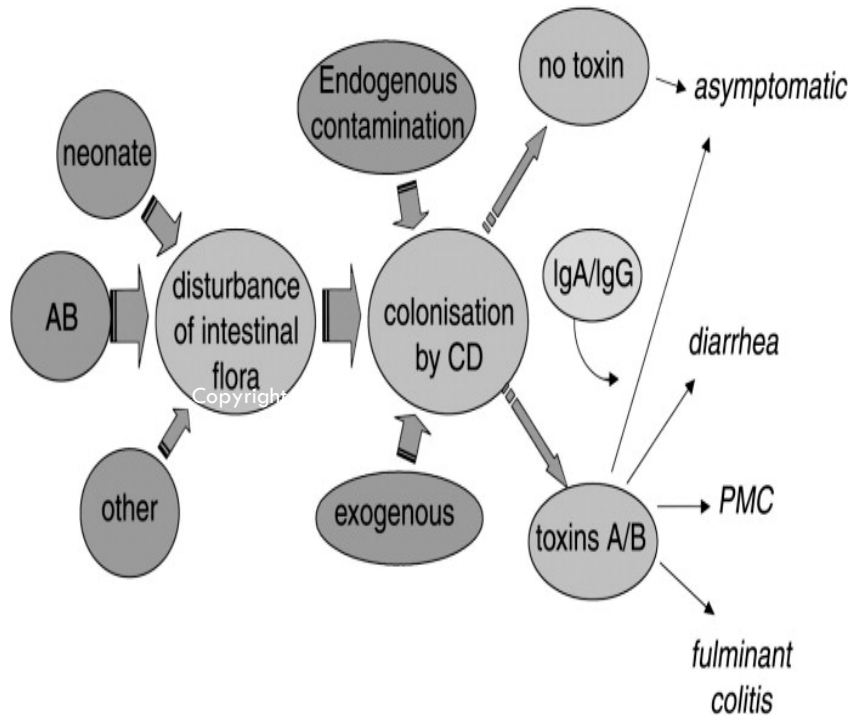 neonate
AB
other
disturbance
of intestinal
flora
Copyright
Endogenous
contamination
colonisation
by CD
exogenous
no toxin
IgA/IgG
toxins A/B
asymptomatic
diarrhea
PMC
fulminant
colitis